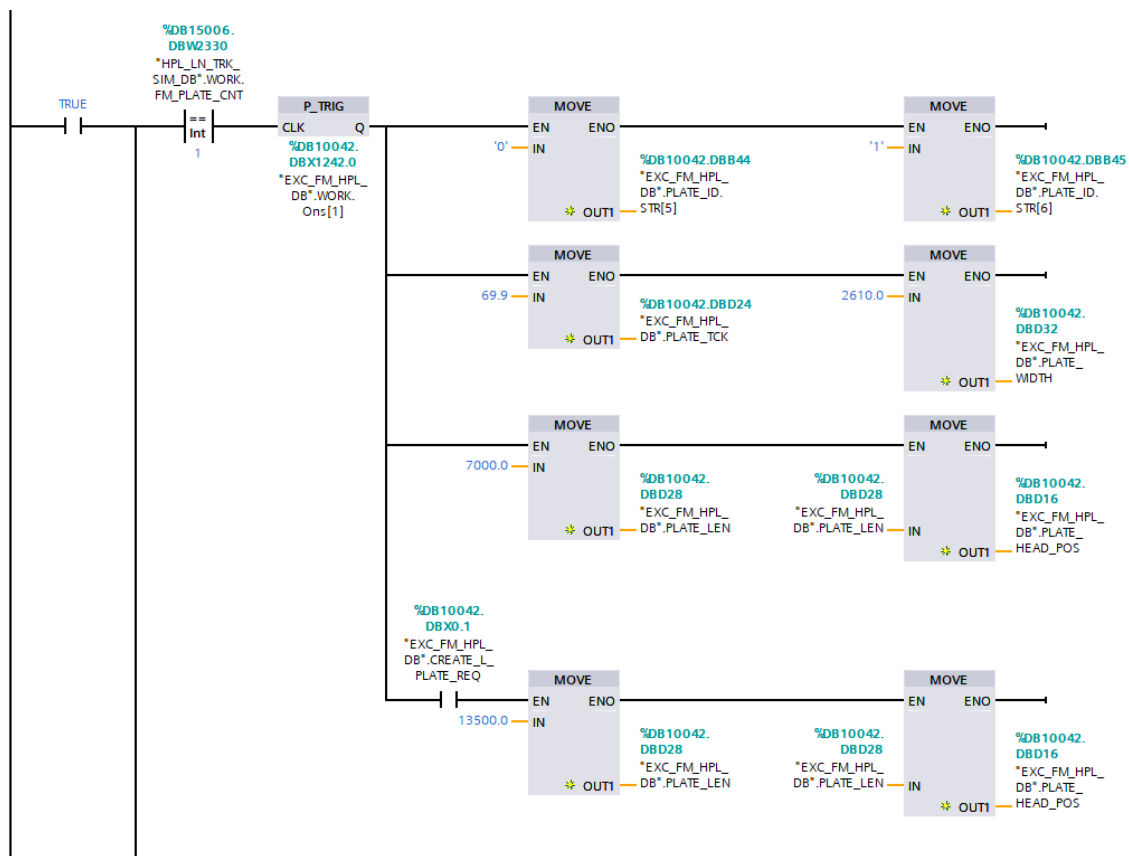 %DB15006.
DBW2330
"HPL_LN_TRK_
SIM_DB".WORK.
FM_PLATE_CNT
TRUE
==
Int
1
P_TRIG
CLK Q
%DB10042.
DBX1242.0
"EXC_FM_HPL_
DB".WORK.
Ons[1]
MOVE
EN ENO
'0' IN
%DB10042.DBB44
"EXC_FM_HPL_
DB".PLATE_ID.
OUT1 STR[5]
MOVE
EN ENO
'1' IN
%DB10042.DBB45
"EXC_FM_HPL_
DB".PLATE_ID.
OUT1 STR[6]
MOVE
EN ENO
69.9 IN
%DB10042.DBD24
"EXC_FM_HPL_
OUT1 DB".PLATE_TCK
MOVE
EN ENO
2610.0 IN
%DB10042.
DBD32
"EXC_FM_HPL_
DB".PLATE_
OUT1 WIDTH
MOVE
EN ENO
7000.0 IN
%DB10042.
DBD28
"EXC_FM_HPL_
OUT1 DB".PLATE_LEN
MOVE
EN ENO
%DB10042.
DBD28
"EXC_FM_HPL_
DB".PLATE_LEN IN
%DB10042.
DBD16
"EXC_FM_HPL_
DB".PLATE_
OUT1 HEAD_POS
%DB10042.
DBX0.1
"EXC_FM_HPL_
DB".CREATE_L_
PLATE_REQ
MOVE
EN ENO
13500.0 IN
%DB10042.
DBD28
"EXC_FM_HPL_
OUT1 DB".PLATE_LEN
MOVE
EN ENO
%DB10042.
DBD28
"EXC_FM_HPL_
DB".PLATE_LEN IN
%DB10042.
DBD16
"EXC_FM_HPL_
DB".PLATE_
OUT1 HEAD_POS